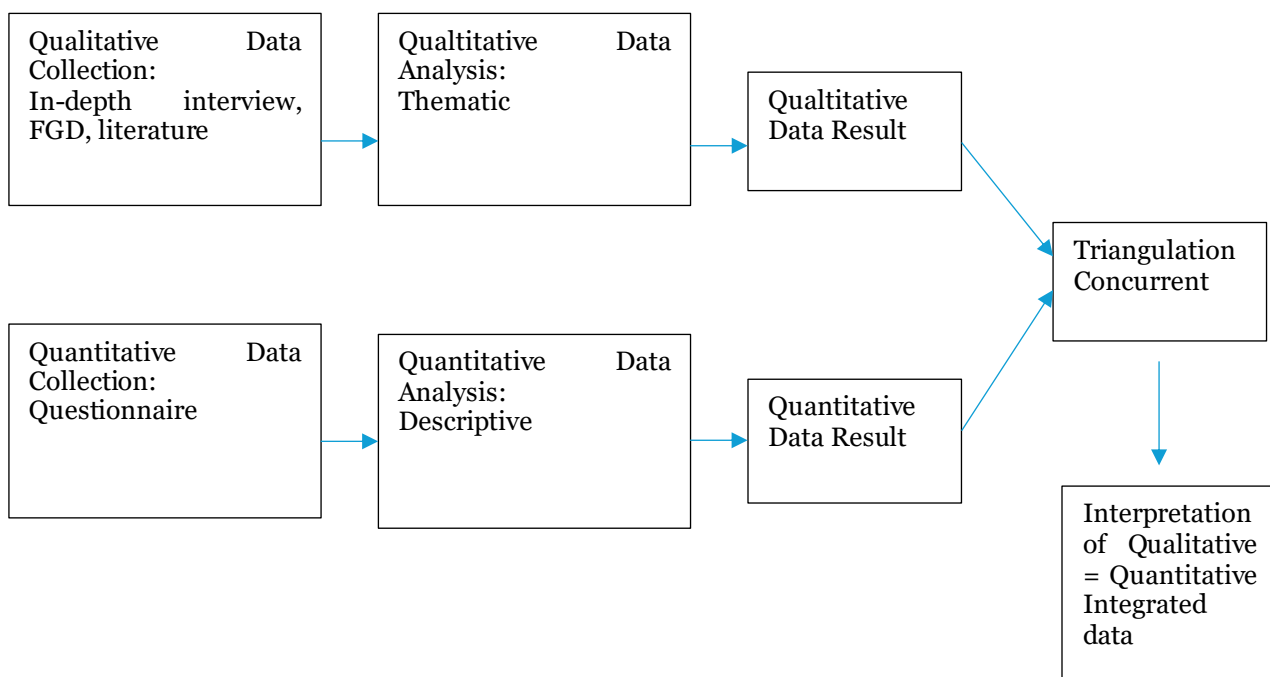 Qualitative Data
Collection:
In-depth interview,
FGD, literature
Qualtitative Data
Analysis:
Thematic
Qualtitative
Data Result
Triangulation
Concurrent
Quantitative Data
Collection:
Questionnaire
Quantitative Data
Analysis:
Descriptive
Quantitative
Data Result
Interpretation
of Qualitative
= Quantitative
Integrated
data